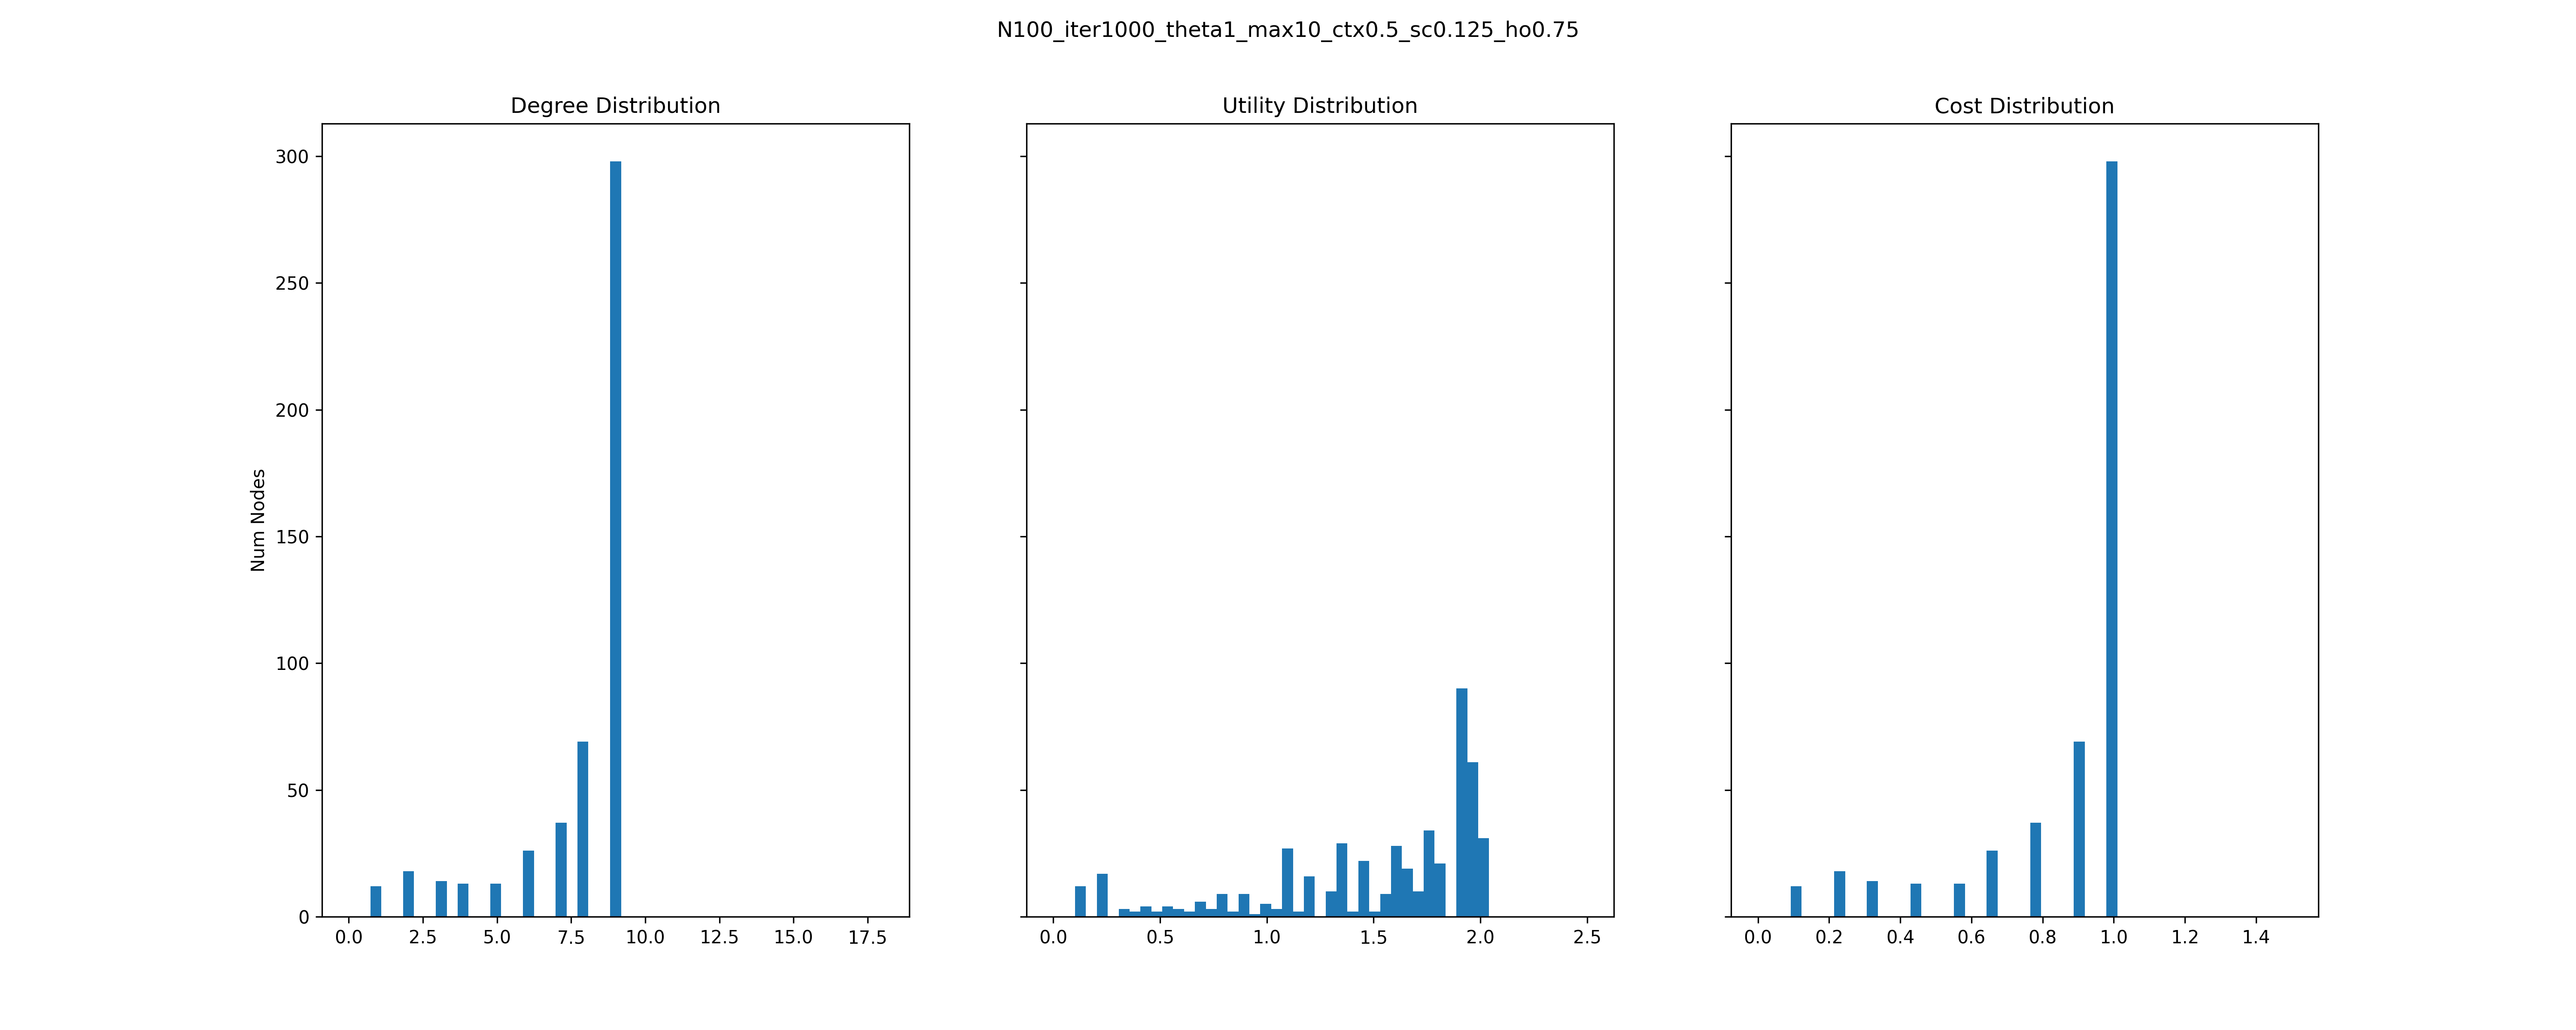 N100_iter1000_theta1_max10_ctx0.5_sc0.125_ho0.75
Degree Distribution
Utility Distribution
Cost Distribution
Num Nodes
300
250
200
150
100
50
0
0.0 2.5 5.0 7.5 10.0 12.5 15.0 17.5
0.0 0.5 1.0 1.5 2.0 2.5
0.0 0.2 0.4 0.6 0.8 1.0 1.2 1.4